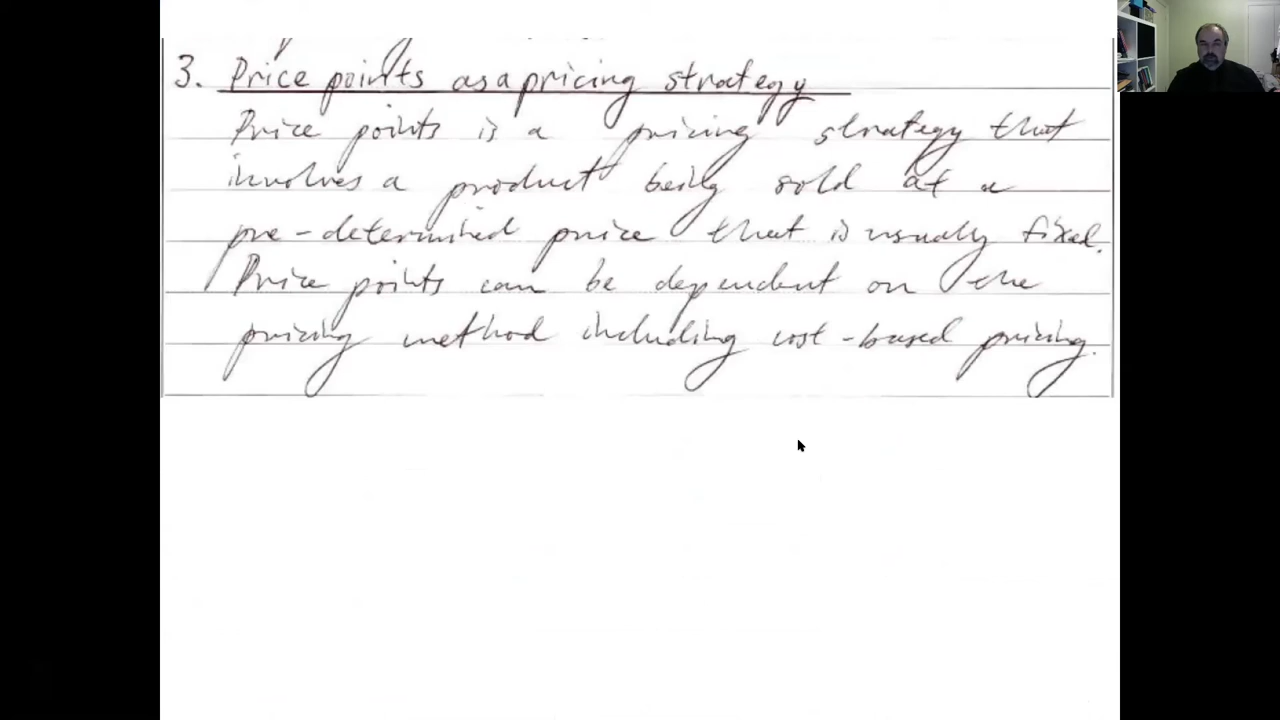 3. Price points as a pricing strategy
Price points is a pricing strategy that
involves a product being sold at a
pre-determined price that is usually fixed.
Price points can be dependent on the
pricing method including cost-based pricing.